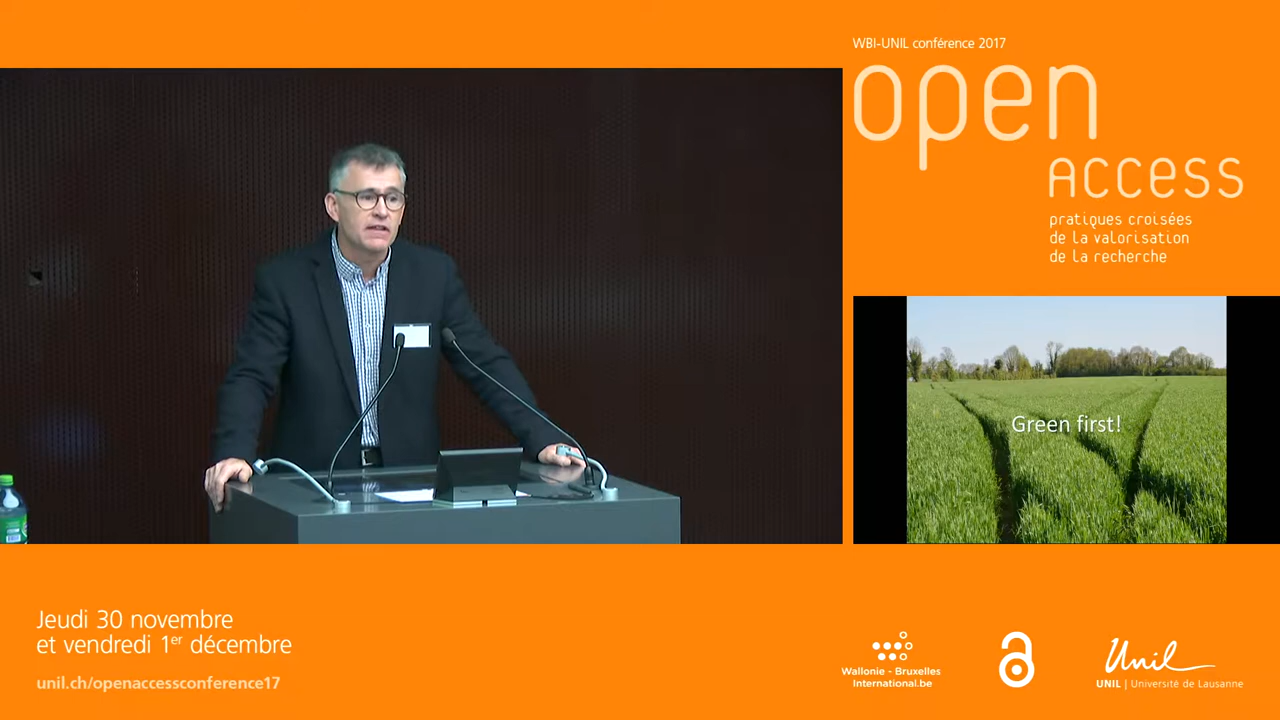 WBI-UNIL conférence 2017
open
access
pratiques croisées
de la valorisation
de la recherche
Green first!
Jeudi 30 novembre
et vendredi 1er décembre
unil.ch/openaccessconference17
Wallonie - Bruxelles
International.be
Unil
UNIL | Université de Lausanne